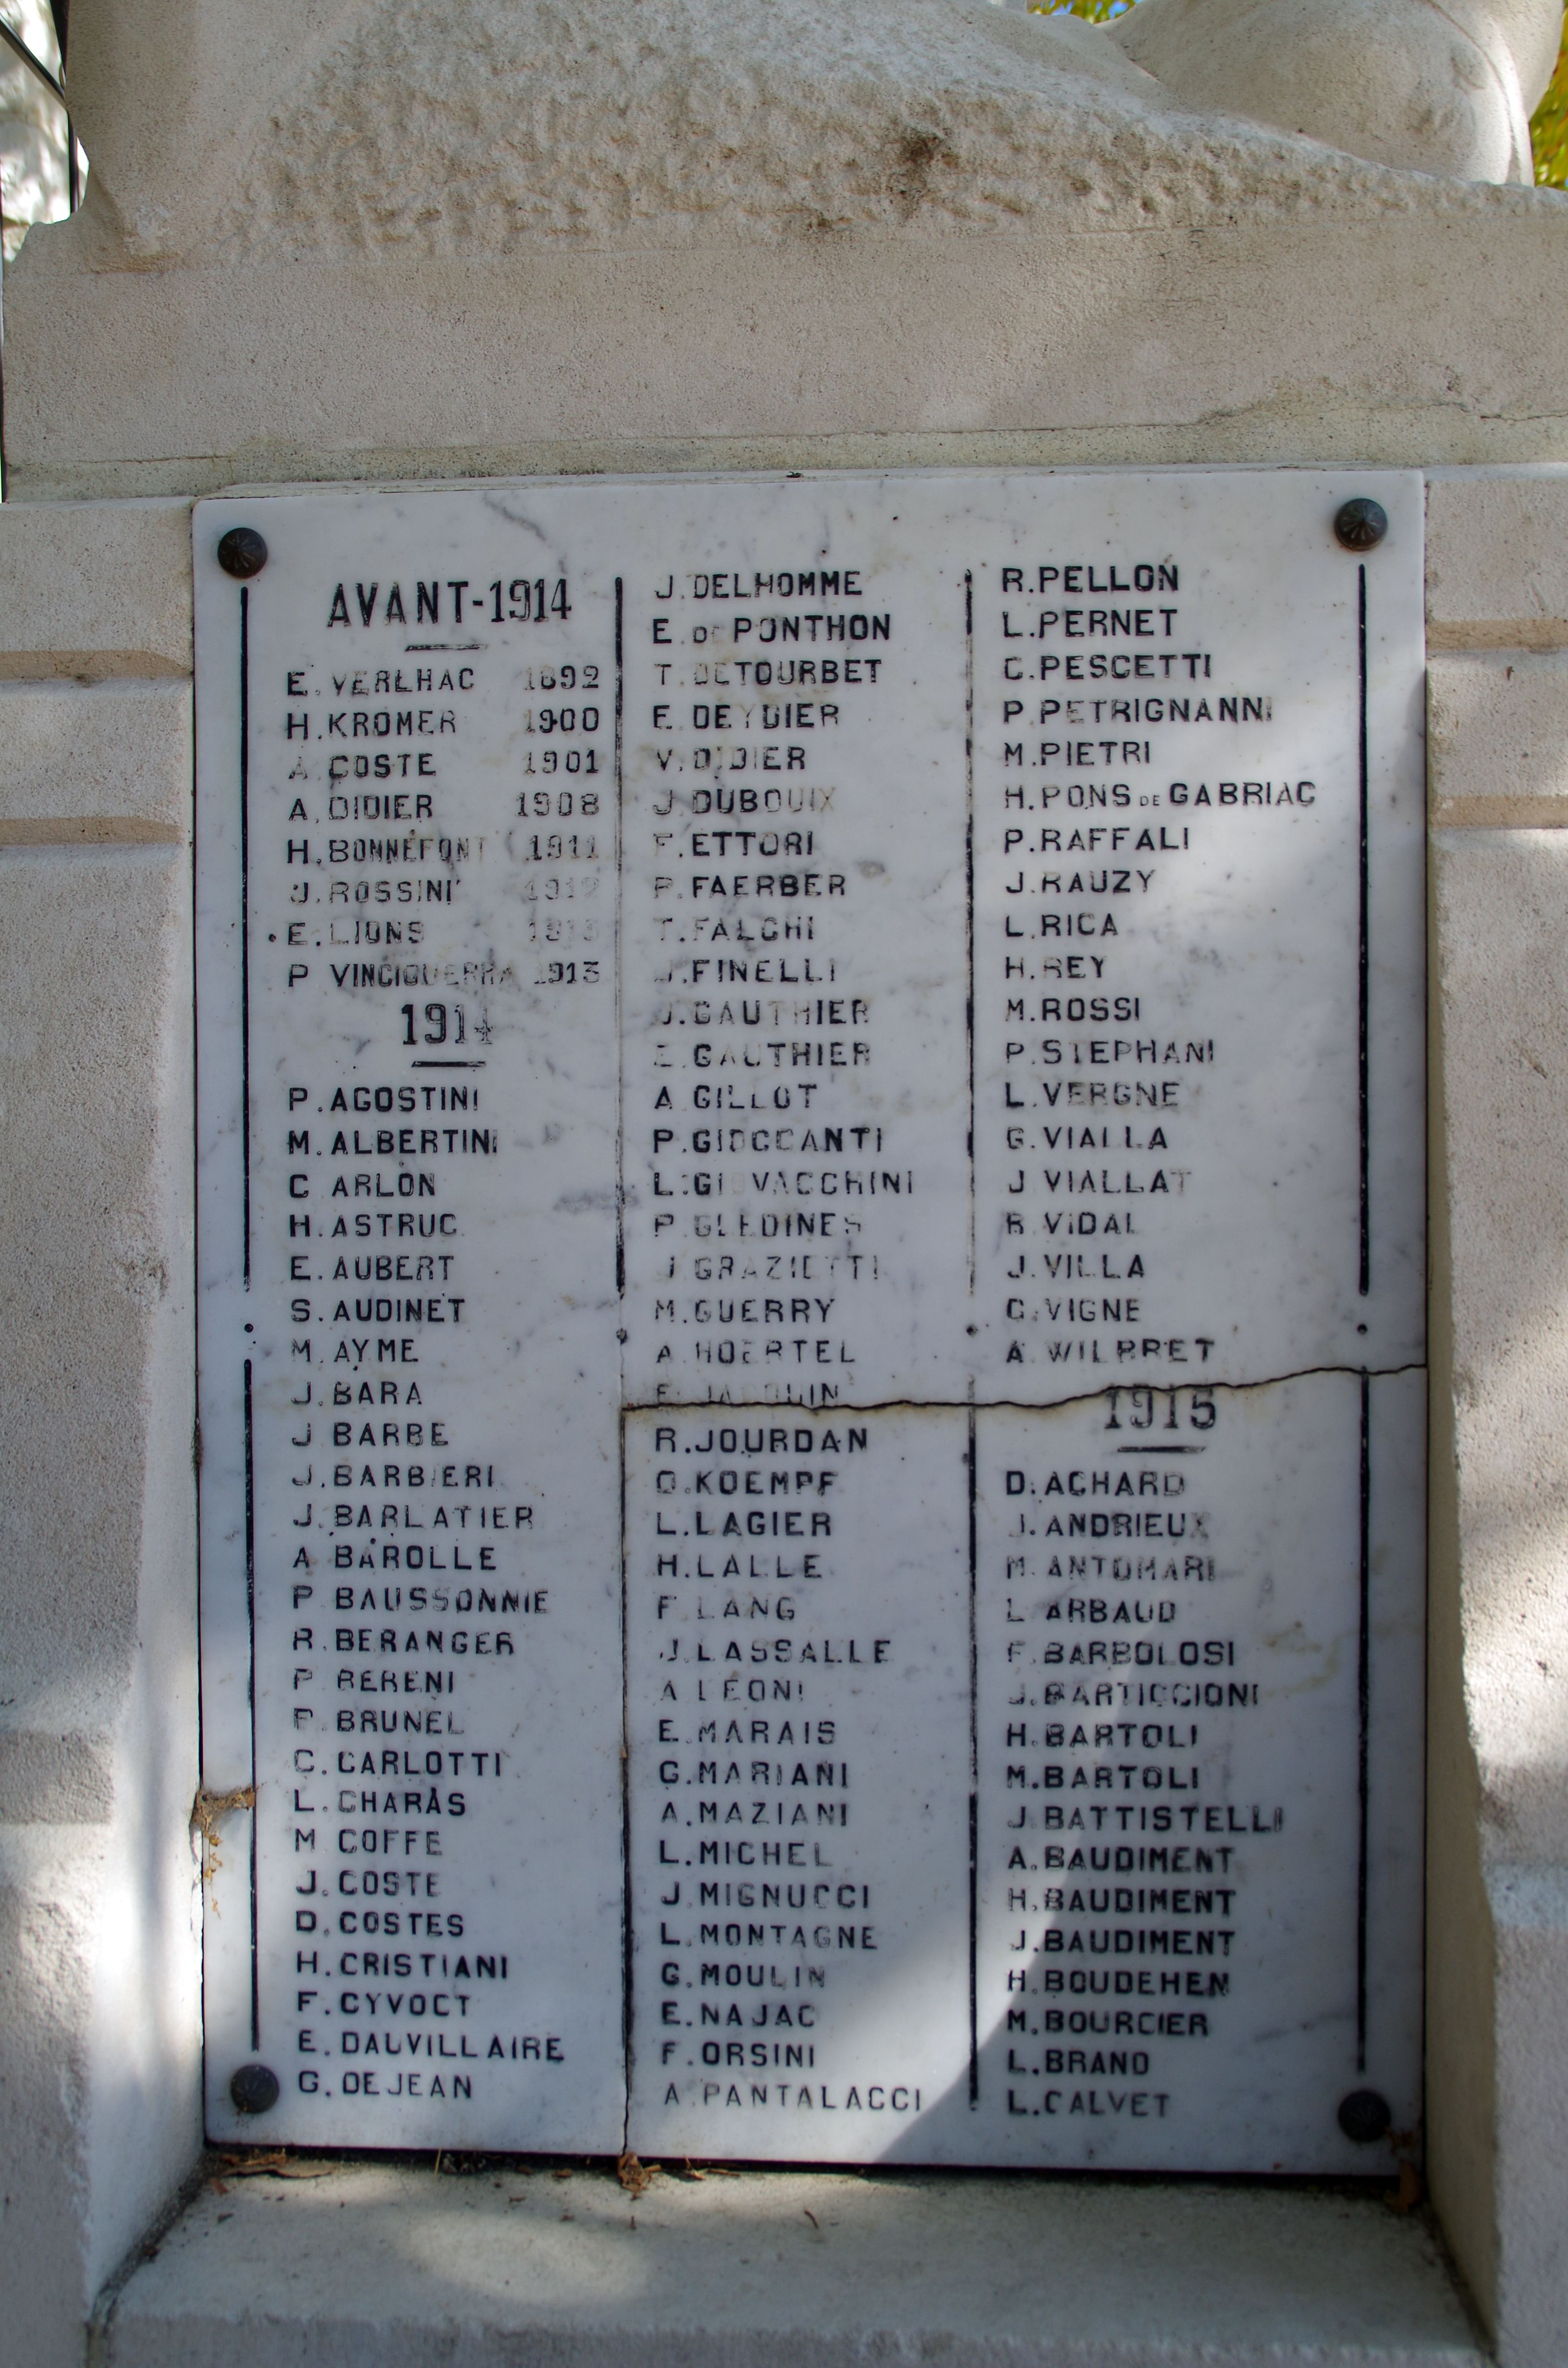 AVANT-1914
E. VERLHAC 1892
H. KROMER 1900
A. COSTE 1901
A. DIDIER 1908
H. BONNEFONT 1911
J. ROSSINI 1912
E. LIONS 1913
P. VINCIGUERRA 1913
1914
P. AGOSTINI
M. ALBERTINI
C. ARLON
H. ASTRUC
E. AUBERT
S. AUDINET
M. AYME
J. BARA
J. BARBE
J. BARBIERI
J. BARLATIER
A. BAROLLE
P. BAUSSONNIE
R. BERANGER
P. BERENI
P. BRUNEL
C. CARLOTTI
L. CHARAS
M. COFFE
J. COSTE
D. COSTES
H. CRISTIANI
F. CYVOCT
E. DAUVILLAIRE
G. DEJEAN
J. DELHOMME
E. DE PONTHON
T. DETOURBET
E. DEYDIER
V. DIDIER
J. DUBOUIX
F. ETTORI
P. FAERBER
T. FALCHI
J. FINELLI
J. GAUTHIER
E. GAUTHIER
A. GILLOT
P. GIOCCANTI
L. GIOVACCHINI
P. GLEDINES
J. GRAZIETTI
M. GUERRY
A. HOERTEL
E. JACQUIN
R. JOURDAN
O. KOEMPF
L. LAGIER
H. LALLE
F. LANG
J. LASSALLE
A. LEONI
E. MARAIS
G. MARIANI
A. MAZIANI
L. MICHEL
J. MIGNUCCI
L. MONTAGNE
G. MOULIN
E. NAJAC
F. ORSINI
A. PANTALACCI
R. PELLON
L. PERNET
C. PESCETTI
P. PETRIGNANNI
M. PIETRI
H. PONS DE GABRIAC
P. RAFFALI
J. RAUZY
L. RICA
H. REY
M. ROSSI
P. STEPHANI
L. VERGNE
G. VIALLA
J. VIALLAT
R. VIDAL
J. VILLA
C. VIGNE
A. WILBRET
1915
D. ACHARD
J. ANDRIEUX
M. ANTOMARI
L. ARBAUD
F. BARBOLOSI
J. BARTICCIONI
H. BARTOLI
M. BARTOLI
J. BATTISTELLI
A. BAUDIMENT
H. BAUDIMENT
J. BAUDIMENT
H. BOUDEHEN
M. BOURCIER
L. BRAND
L. CALVET